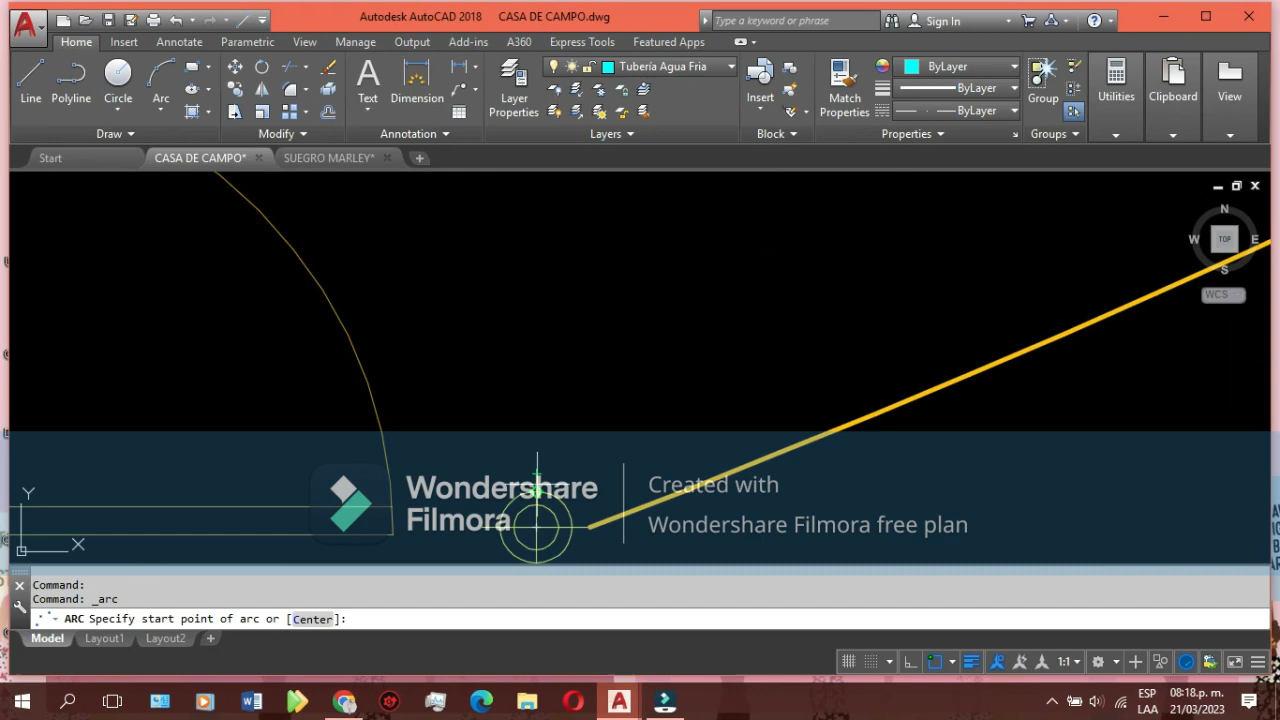 Autodesk AutoCAD 2018 CASA DE CAMPO.dwg
Type a keyword or phrase
Sign In
Home Insert Annotate Parametric View Manage Output Add-ins A360 Express Tools Featured Apps
Line Polyline Circle Arc
Draw
Modify
Text Dimension
Annotation
Layer
Properties
Tubería Agua Fria
Layers
Insert
Block
Match
Properties
ByLayer
ByLayer
ByLayer
Properties
Group
Groups
Utilities
Clipboard
View
Start CASA DE CAMPO* SUEGRO MARLEY*
N
W TOP E
S
WCS
Wondershare
Filmora
Created with
Wondershare Filmora free plan
Y
X
Command:
Command: _arc
ARC Specify start point of arc or [Center]:
Model Layout1 Layout2
1:1
ESP 08:18 p. m.
LAA 21/03/2023